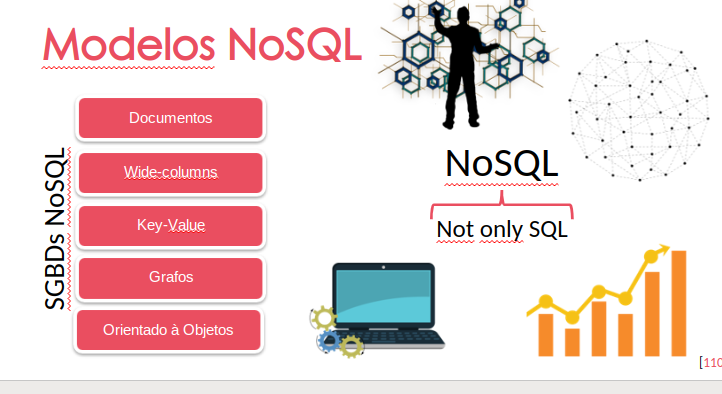 Modelos NoSQL
SGBDs NoSQL
Documentos
Wide-columns
Key-Value
Grafos
Orientado à Objetos
NoSQL
Not only SQL
[110